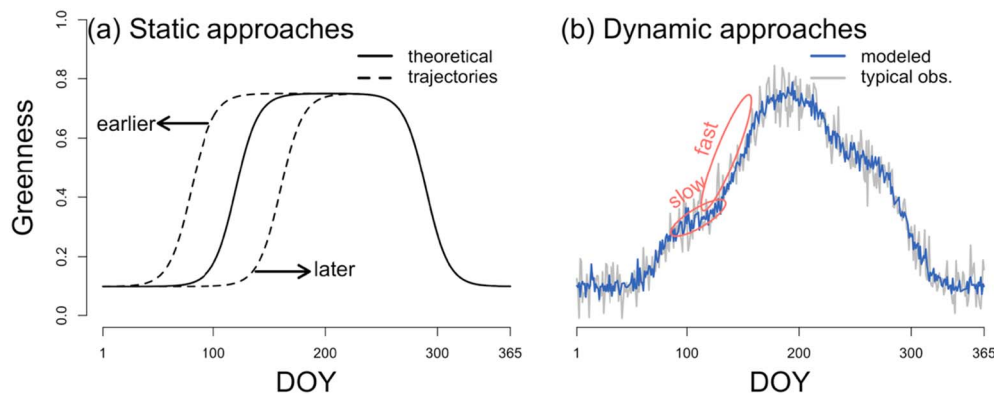 (a) Static approaches
theoretical
trajectories
earlier
later
Greenness
0.0
0.2
0.4
0.6
0.8
1.0
1
100
200
300
365
DOY
(b) Dynamic approaches
modeled
typical obs.
fast
slow
1
100
200
300
365
DOY